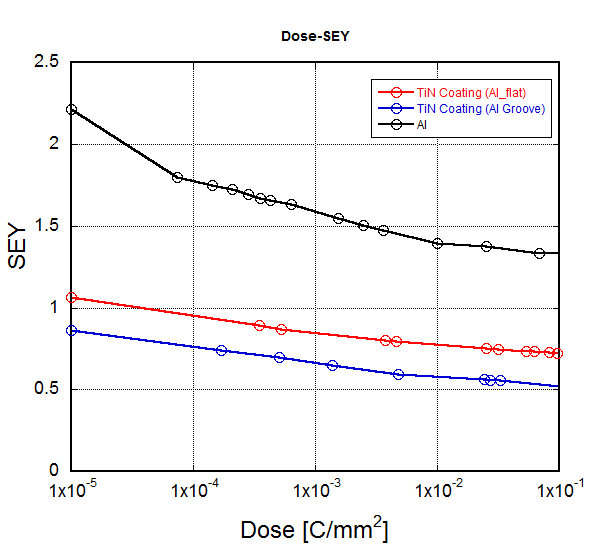 Dose-SEY
2.5
TiN Coating (Al_flat)
TiN Coating (Al Groove)
Al
2
1.5
SEY
1
0.5
0
1x10⁻⁵ 1x10⁻⁴ 1x10⁻³ 1x10⁻² 1x10⁻¹
Dose [C/mm²]